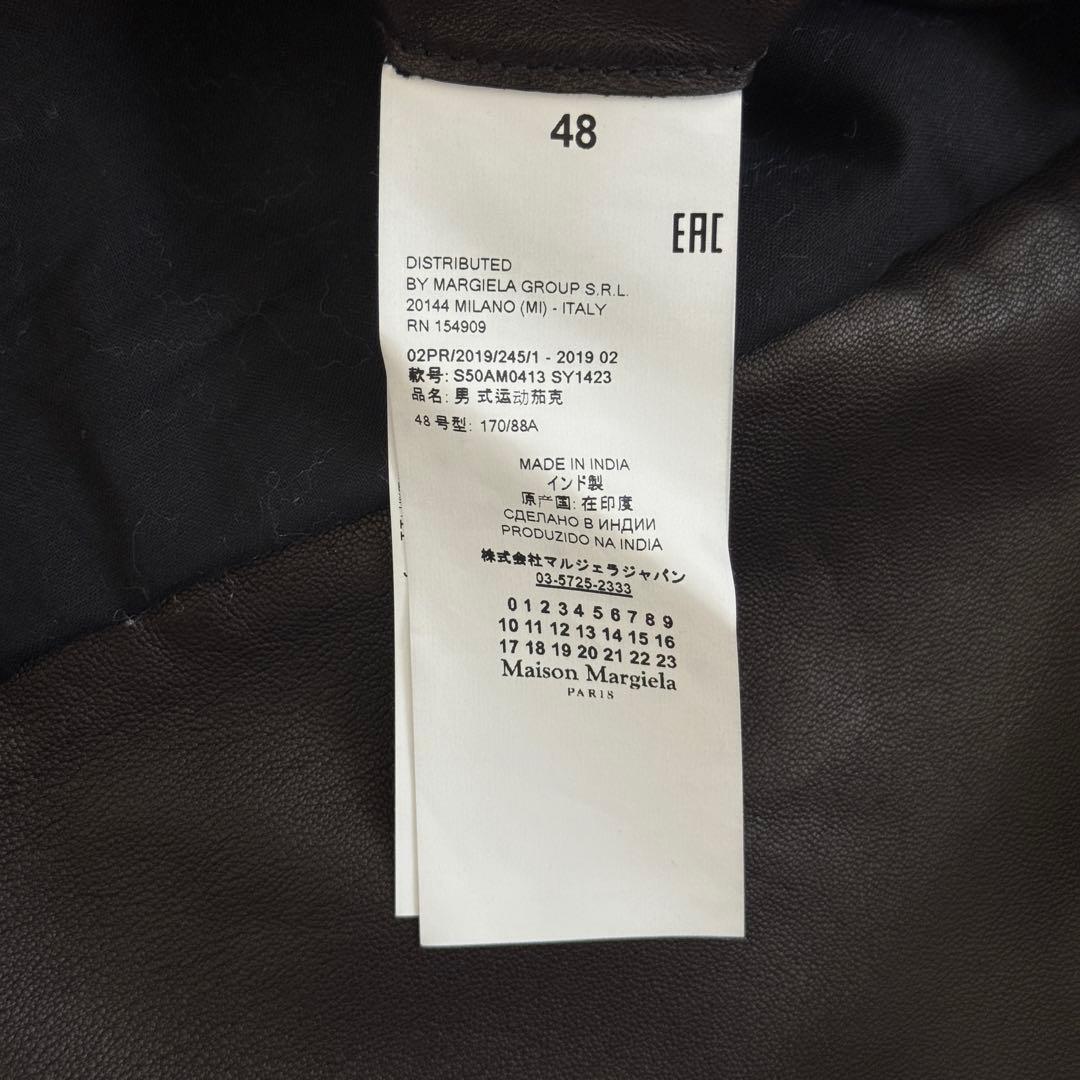 48
EAC
DISTRIBUTED
BY MARGIELA GROUP S.R.L.
20144 MILANO (MI) - ITALY
RN 154909
02PR/2019/245/1 - 2019 02
款号: S50AM0413 SY1423
品名: 男 式运动茄克
48 号型: 170/88A
MADE IN INDIA
インド製
原产国: 在印度
СДЕЛАНО В ИНДИИ
PRODUZIDO NA INDIA
株式会社マルジェラジャパン
03-5725-2333
0 1 2 3 4 5 6 7 8 9
10 11 12 13 14 15 16
17 18 19 20 21 22 23
Maison Margiela
PARIS